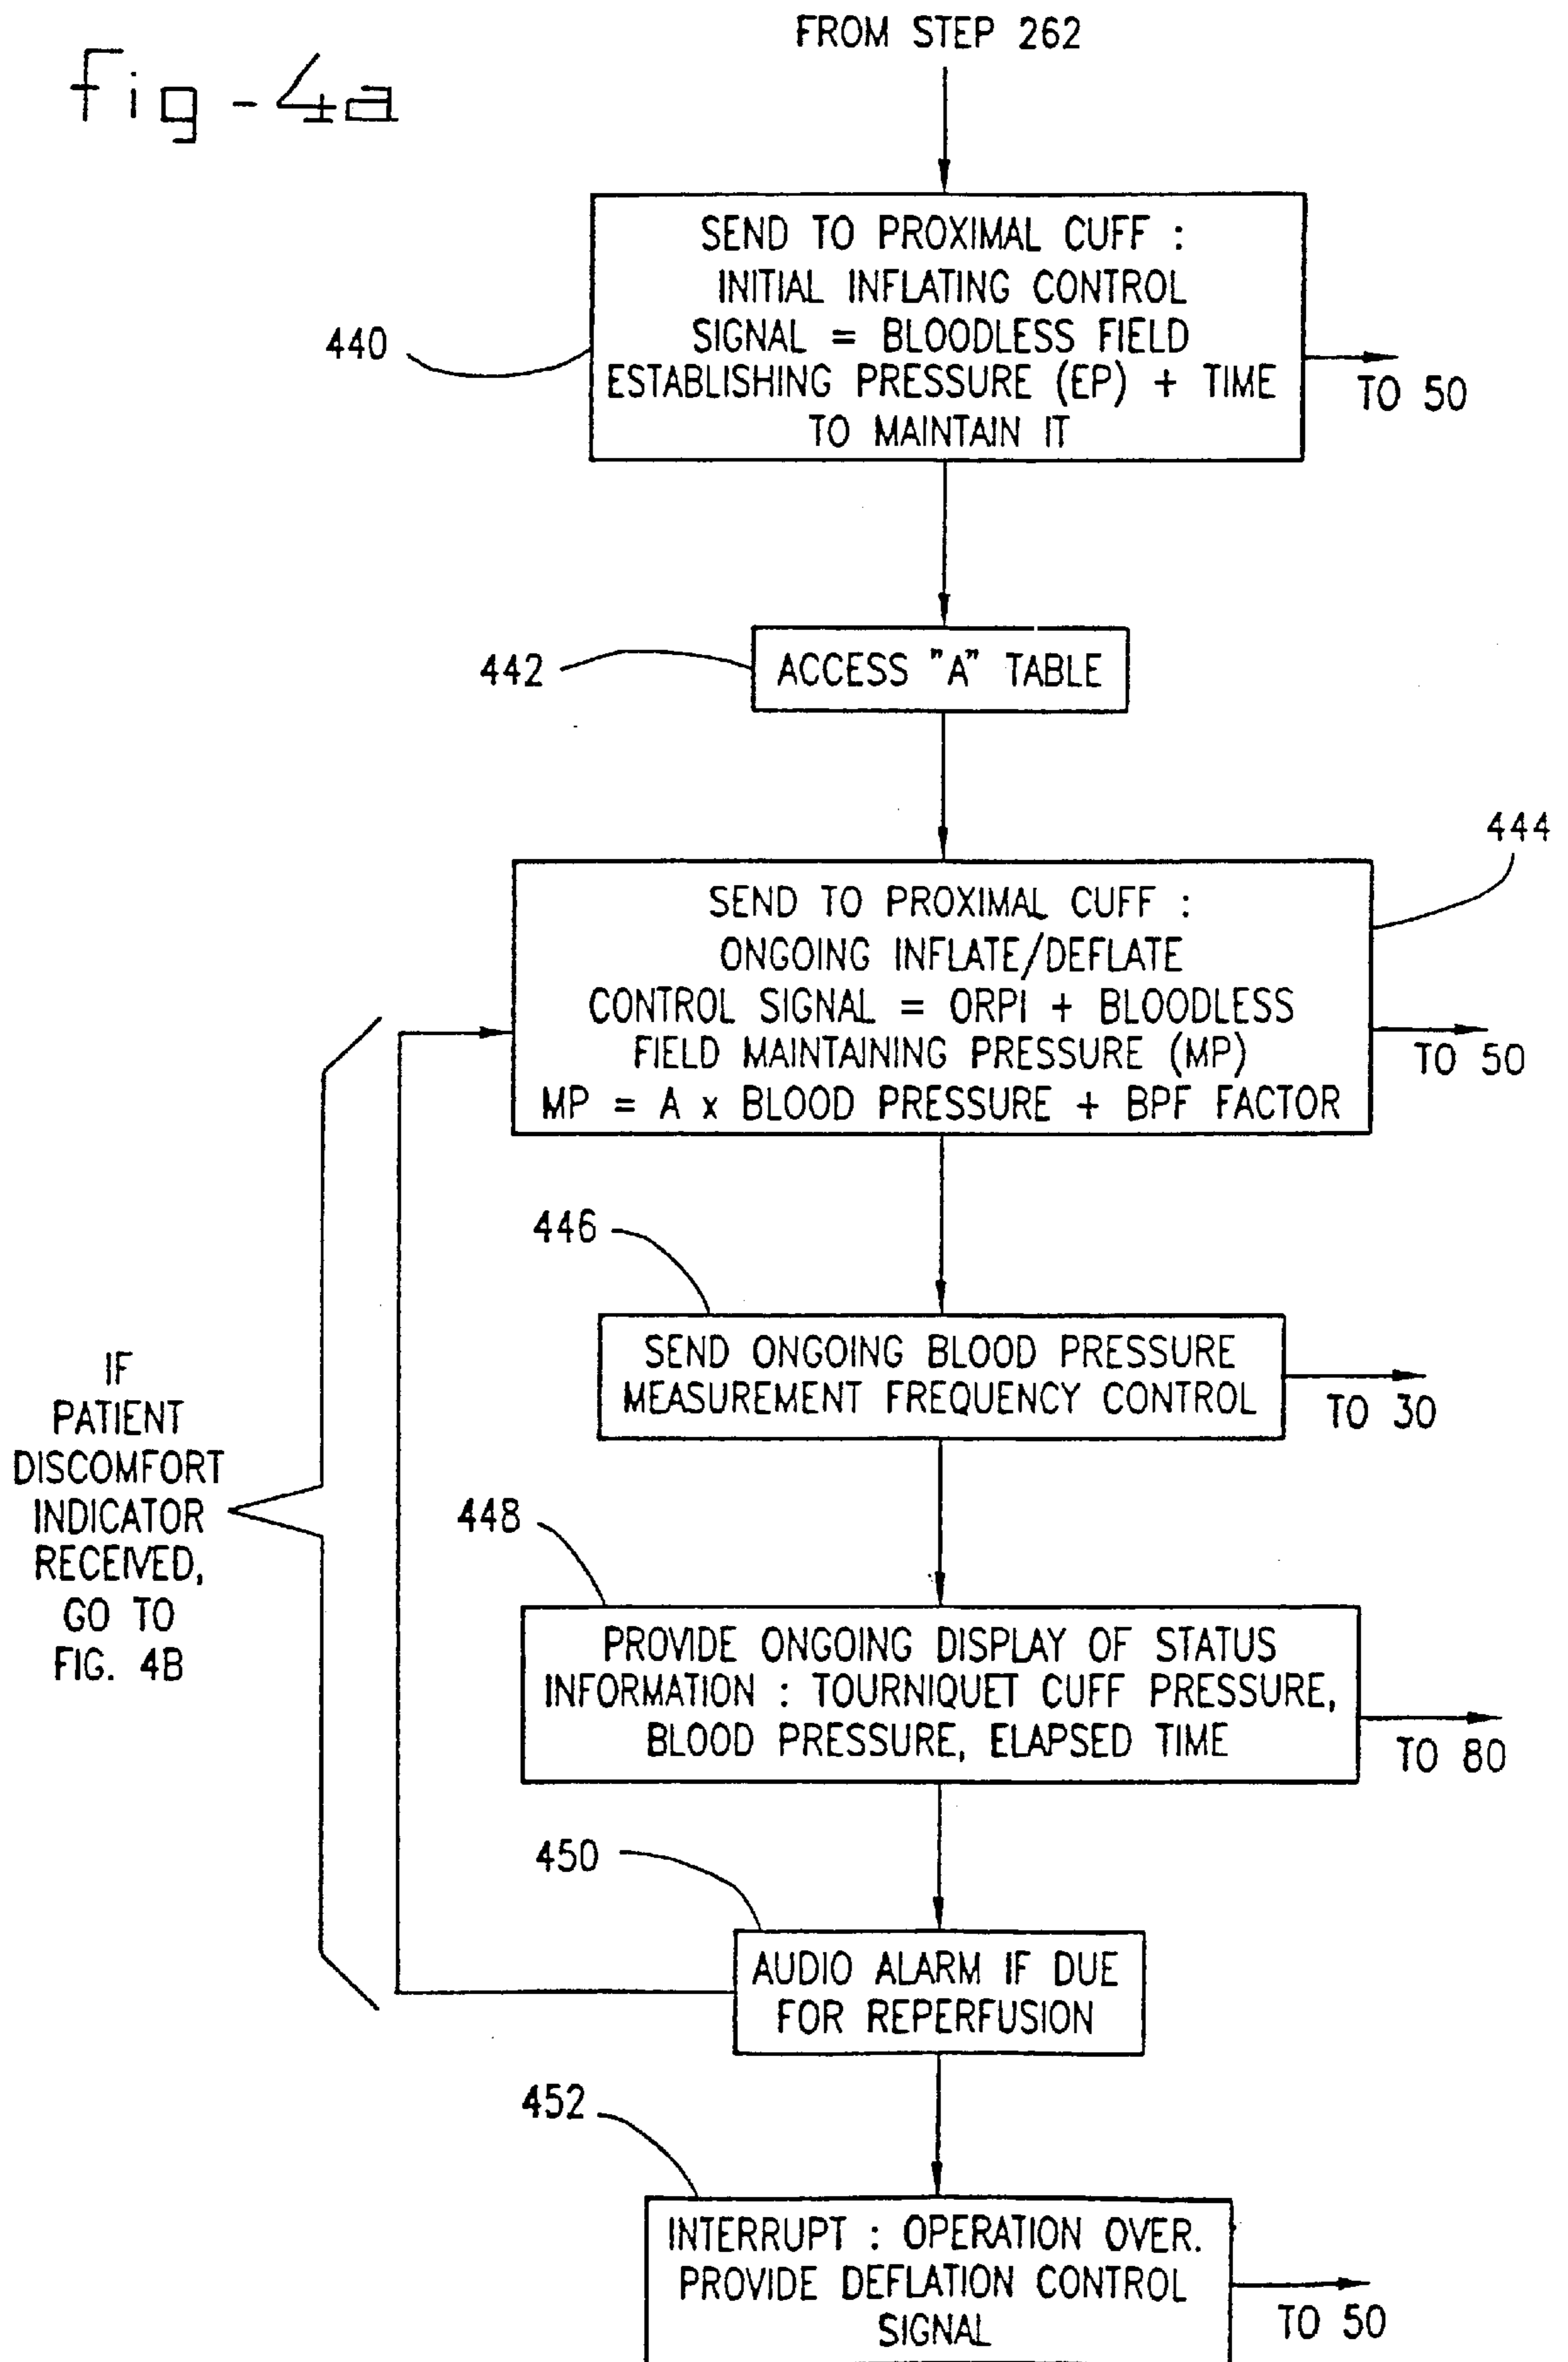 Fig - 4a
FROM STEP 262
SEND TO PROXIMAL CUFF :
INITIAL INFLATING CONTROL
SIGNAL = BLOODLESS FIELD
ESTABLISHING PRESSURE (EP) + TIME
TO MAINTAIN IT
440
TO 50
442
ACCESS "A" TABLE
444
SEND TO PROXIMAL CUFF :
ONGOING INFLATE/DEFLATE
CONTROL SIGNAL = ORPI + BLOODLESS
FIELD MAINTAINING PRESSURE (MP)
MP = A x BLOOD PRESSURE + BPF FACTOR
TO 50
446
SEND ONGOING BLOOD PRESSURE
MEASUREMENT FREQUENCY CONTROL
TO 30
IF
PATIENT
DISCOMFORT
INDICATOR
RECEIVED,
GO TO
FIG. 4B
448
PROVIDE ONGOING DISPLAY OF STATUS
INFORMATION : TOURNIQUET CUFF PRESSURE,
BLOOD PRESSURE, ELAPSED TIME
TO 80
450
AUDIO ALARM IF DUE
FOR REPERFUSION
452
INTERRUPT : OPERATION OVER.
PROVIDE DEFLATION CONTROL
SIGNAL
TO 50